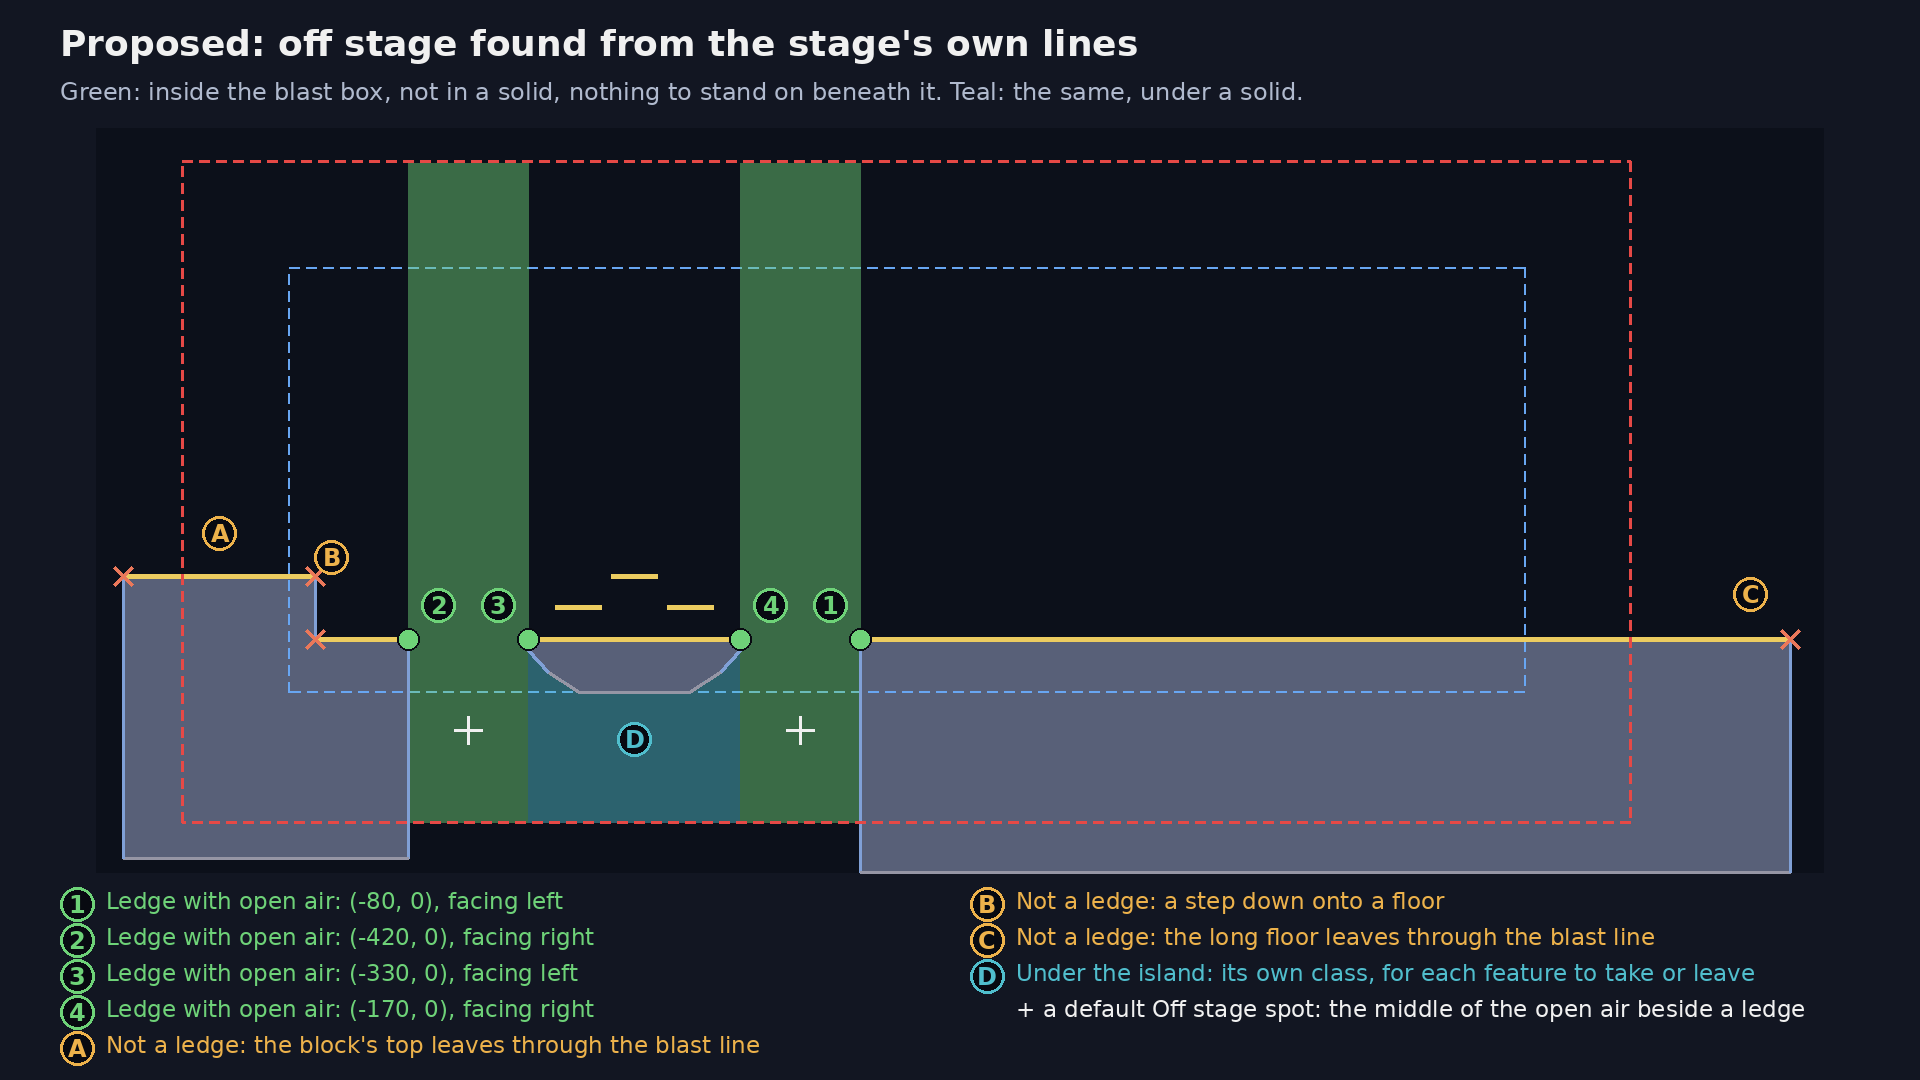 Proposed: off stage found from the stage's own lines
Green: inside the blast box, not in a solid, nothing to stand on beneath it. Teal: the same, under a solid.
A
B
C
2
3
4
1
D
1 Ledge with open air: (-80, 0), facing left
2 Ledge with open air: (-420, 0), facing right
3 Ledge with open air: (-330, 0), facing left
4 Ledge with open air: (-170, 0), facing right
A Not a ledge: the block's top leaves through the blast line
B Not a ledge: a step down onto a floor
C Not a ledge: the long floor leaves through the blast line
D Under the island: its own class, for each feature to take or leave
+ a default Off stage spot: the middle of the open air beside a ledge